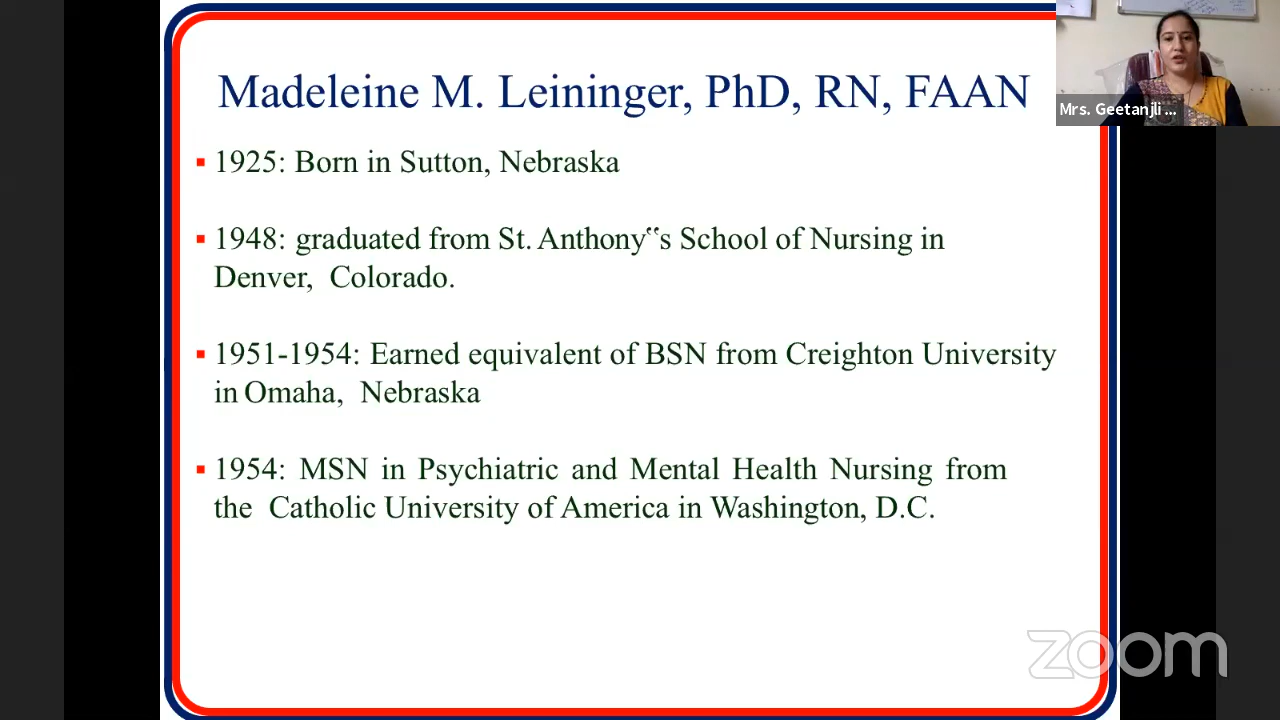 Madeleine M. Leininger, PhD, RN, FAAN
Mrs. Geetanjli ...
▪ 1925: Born in Sutton, Nebraska
▪ 1948: graduated from St. Anthony‟s School of Nursing in
Denver, Colorado.
▪ 1951-1954: Earned equivalent of BSN from Creighton University
in Omaha, Nebraska
▪ 1954: MSN in Psychiatric and Mental Health Nursing from
the Catholic University of America in Washington, D.C.
zoom